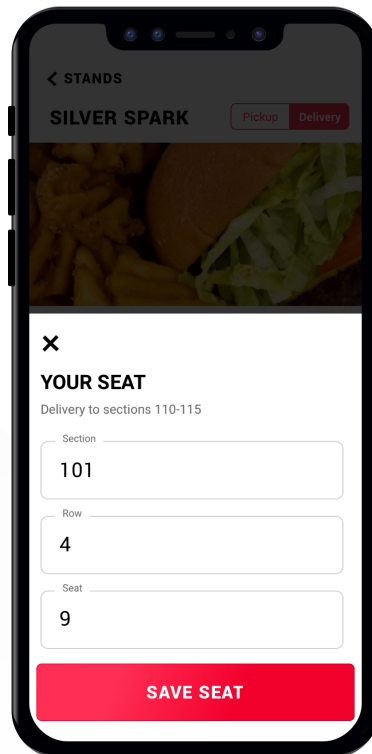 STANDS
SILVER SPARK
Pickup Delivery
YOUR SEAT
Delivery to sections 110-115
Section
101
Row
4
Seat
9
SAVE SEAT